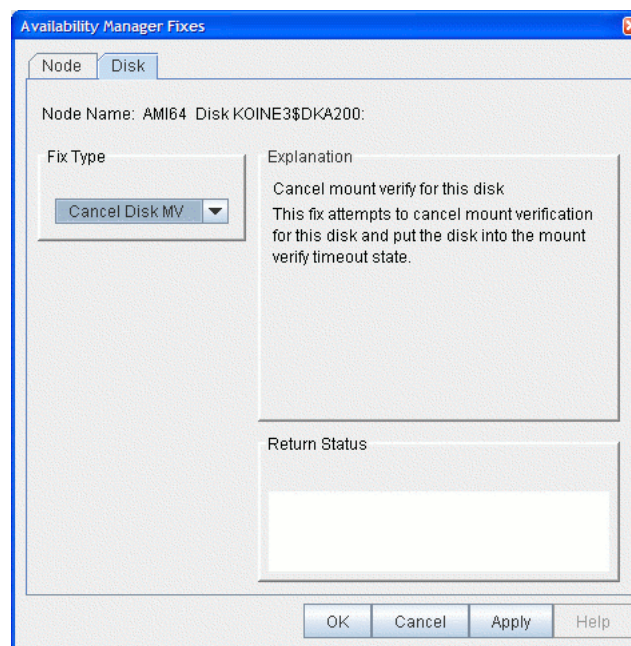 Availability Manager Fixes
Node
Disk
Node Name: AMI64 Disk KOINE3$DKA200:
Fix Type
Cancel Disk MV
Explanation
Cancel mount verify for this disk
This fix attempts to cancel mount verification
for this disk and put the disk into the mount
verify timeout state.
Return Status
OK
Cancel
Apply
Help